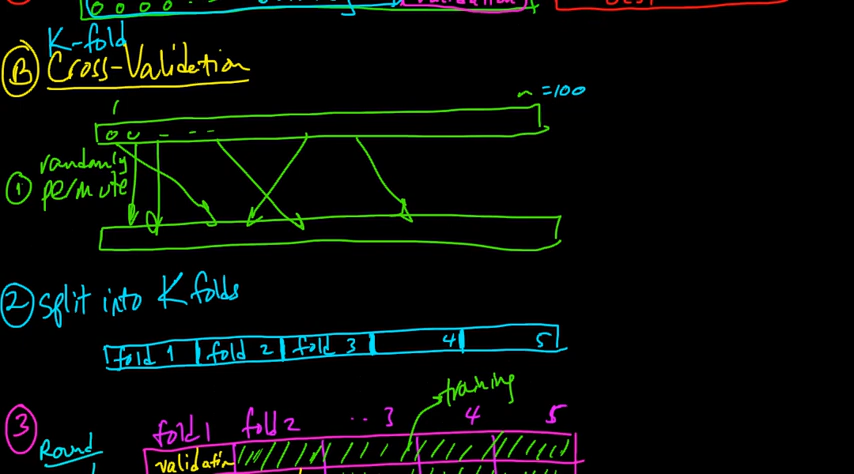 K-fold
B Cross-Validation
1
n = 100
① randomly
permute
② split into K folds
fold 1 fold 2 fold 3 4 5
training
③ fold 1 fold 2 .. 3 4 5
Round
validation